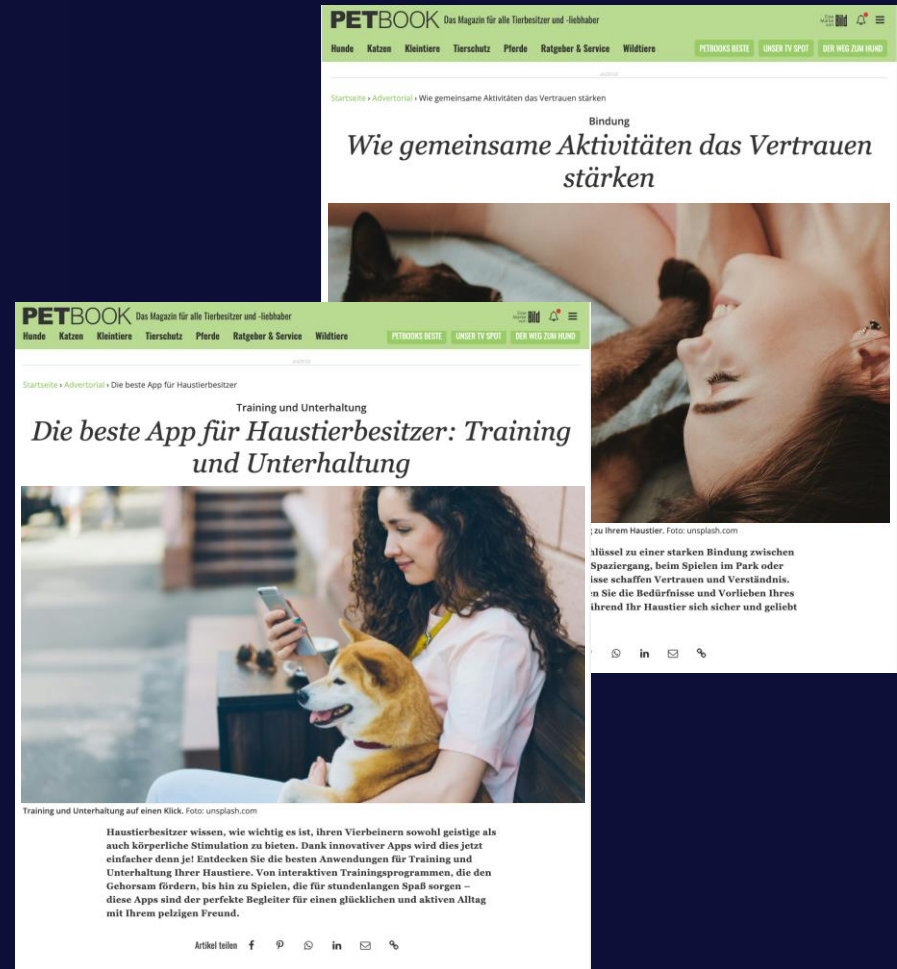 PETBOOK Das Magazin für alle Tierbesitzer und -liebhaber
Bild
Hunde Katzen Kleintiere Tierschutz Pferde Ratgeber & Service Wildtiere PETBOOKS BESTE UNSER TV SPOT DER WEG ZUM HUND
Startseite › Advertorial › Wie gemeinsame Aktivitäten das Vertrauen stärken
Bindung
Wie gemeinsame Aktivitäten das Vertrauen
stärken
zu Ihrem Haustier. Foto: unsplash.com
hlüssel zu einer starken Bindung zwischen
Spaziergang, beim Spielen im Park oder
isse schaffen Vertrauen und Verständnis.
en Sie die Bedürfnisse und Vorlieben Ihres
ährend Ihr Haustier sich sicher und geliebt
PETBOOK Das Magazin für alle Tierbesitzer und -liebhaber
Bild
Hunde Katzen Kleintiere Tierschutz Pferde Ratgeber & Service Wildtiere PETBOOKS BESTE UNSER TV SPOT DER WEG ZUM HUND
Startseite › Advertorial › Die beste App für Haustierbesitzer
Training und Unterhaltung
Die beste App für Haustierbesitzer: Training
und Unterhaltung
Training und Unterhaltung auf einen Klick. Foto: unsplash.com
Haustierbesitzer wissen, wie wichtig es ist, ihren Vierbeinern sowohl geistige als
auch körperliche Stimulation zu bieten. Dank innovativer Apps wird dies jetzt
einfacher denn je! Entdecken Sie die besten Anwendungen für Training und
Unterhaltung Ihrer Haustiere. Von interaktiven Trainingsprogrammen, die den
Gehorsam fördern, bis hin zu Spielen, die für stundenlangen Spaß sorgen –
diese Apps sind der perfekte Begleiter für einen glücklichen und aktiven Alltag
mit Ihrem pelzigen Freund.
Artikel teilen